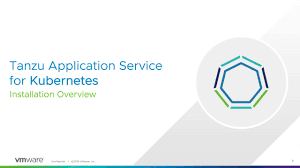 Tanzu Application Service
for Kubernetes
Installation Overview
vmware